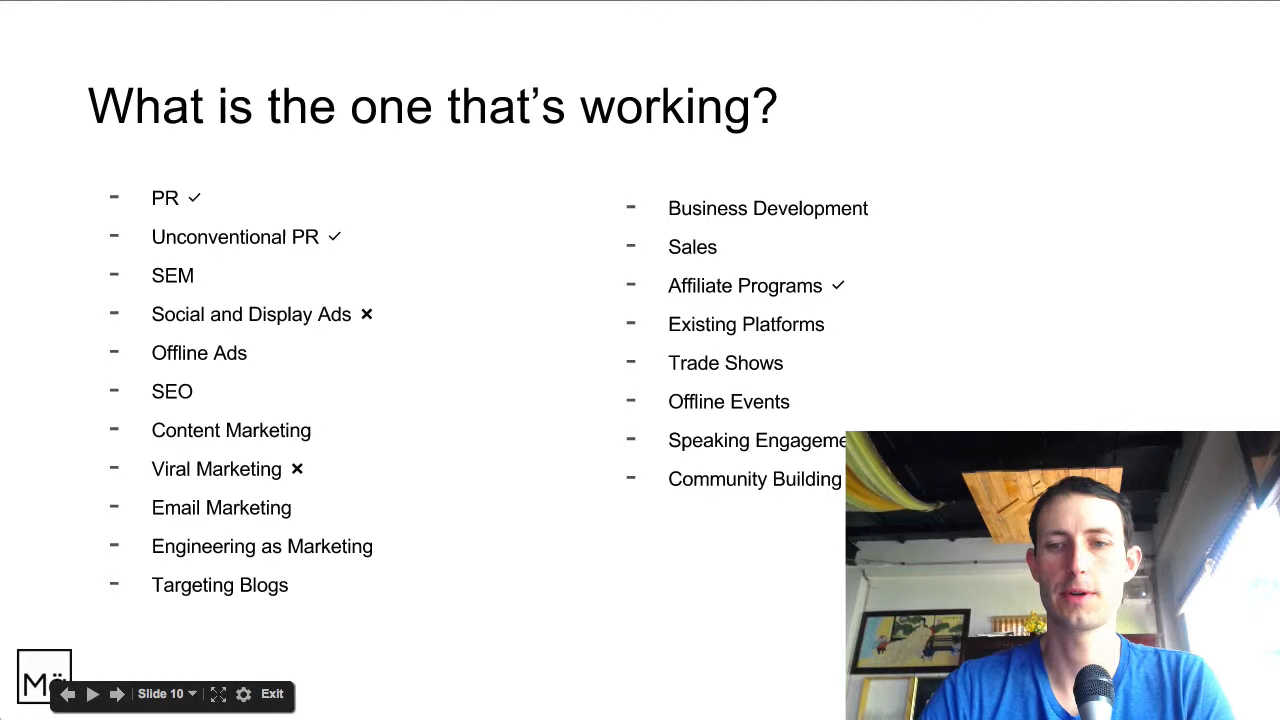 What is the one that's working?
- PR ✓
- Unconventional PR ✓
- SEM
- Social and Display Ads ✕
- Offline Ads
- SEO
- Content Marketing
- Viral Marketing ✕
- Email Marketing
- Engineering as Marketing
- Targeting Blogs
- Business Development
- Sales
- Affiliate Programs ✓
- Existing Platforms
- Trade Shows
- Offline Events
- Speaking Engageme
- Community Building
Mö
Slide 10
Exit